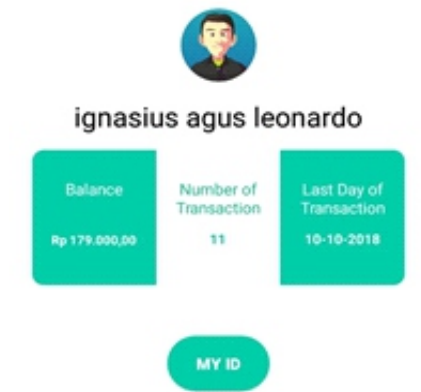 ignasius agus leonardo
Balance
Rp 179.000,00
Number of
Transaction
11
Last Day of
Transaction
10-10-2018
MY ID